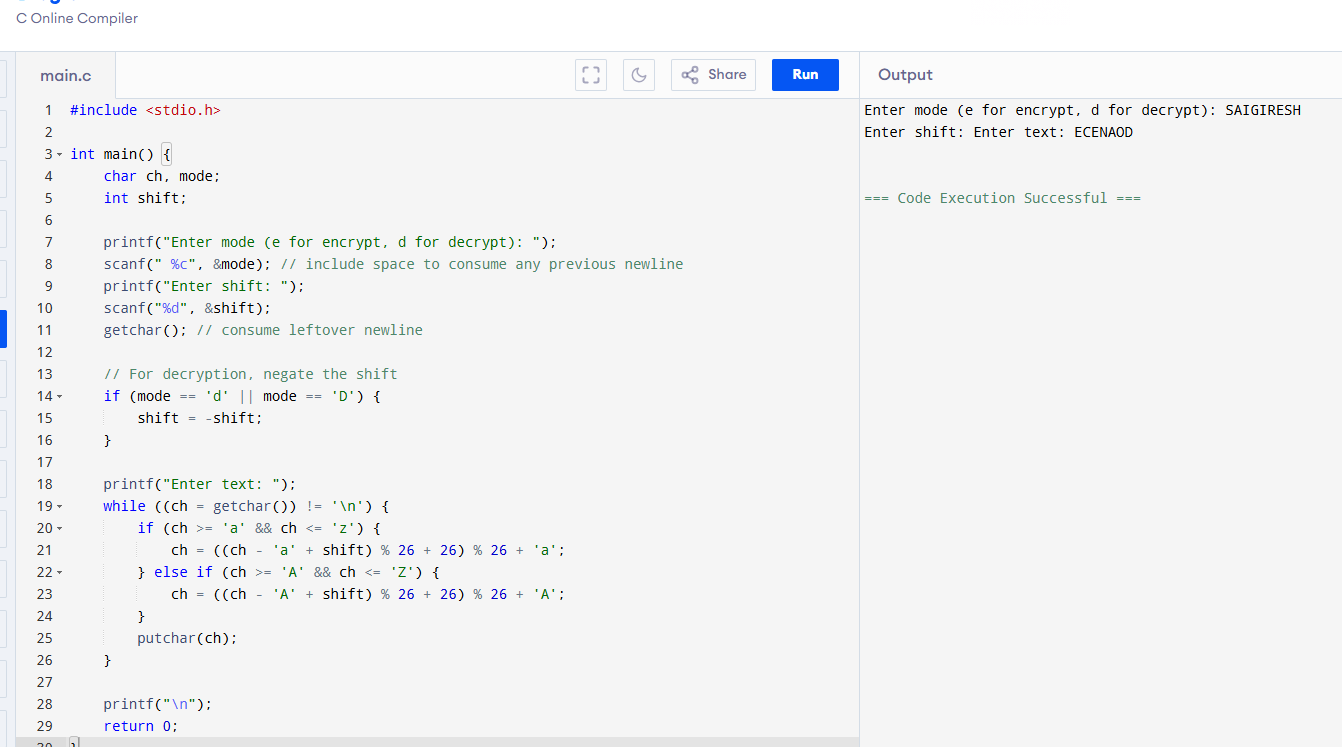 C Online Compiler
main.c
Share
Run
Output
1 #include <stdio.h>
2
3 int main() {
4 char ch, mode;
5 int shift;
6
7 printf("Enter mode (e for encrypt, d for decrypt): ");
8 scanf(" %c", &mode); // include space to consume any previous newline
9 printf("Enter shift: ");
10 scanf("%d", &shift);
11 getchar(); // consume leftover newline
12
13 // For decryption, negate the shift
14 if (mode == 'd' || mode == 'D') {
15 shift = -shift;
16 }
17
18 printf("Enter text: ");
19 while ((ch = getchar()) != '\n') {
20 if (ch >= 'a' && ch <= 'z') {
21 ch = ((ch - 'a' + shift) % 26 + 26) % 26 + 'a';
22 } else if (ch >= 'A' && ch <= 'Z') {
23 ch = ((ch - 'A' + shift) % 26 + 26) % 26 + 'A';
24 }
25 putchar(ch);
26 }
27
28 printf("\n");
29 return 0;
30 }
Enter mode (e for encrypt, d for decrypt): SAIGIRESH
Enter shift: Enter text: ECENAOD
=== Code Execution Successful ===